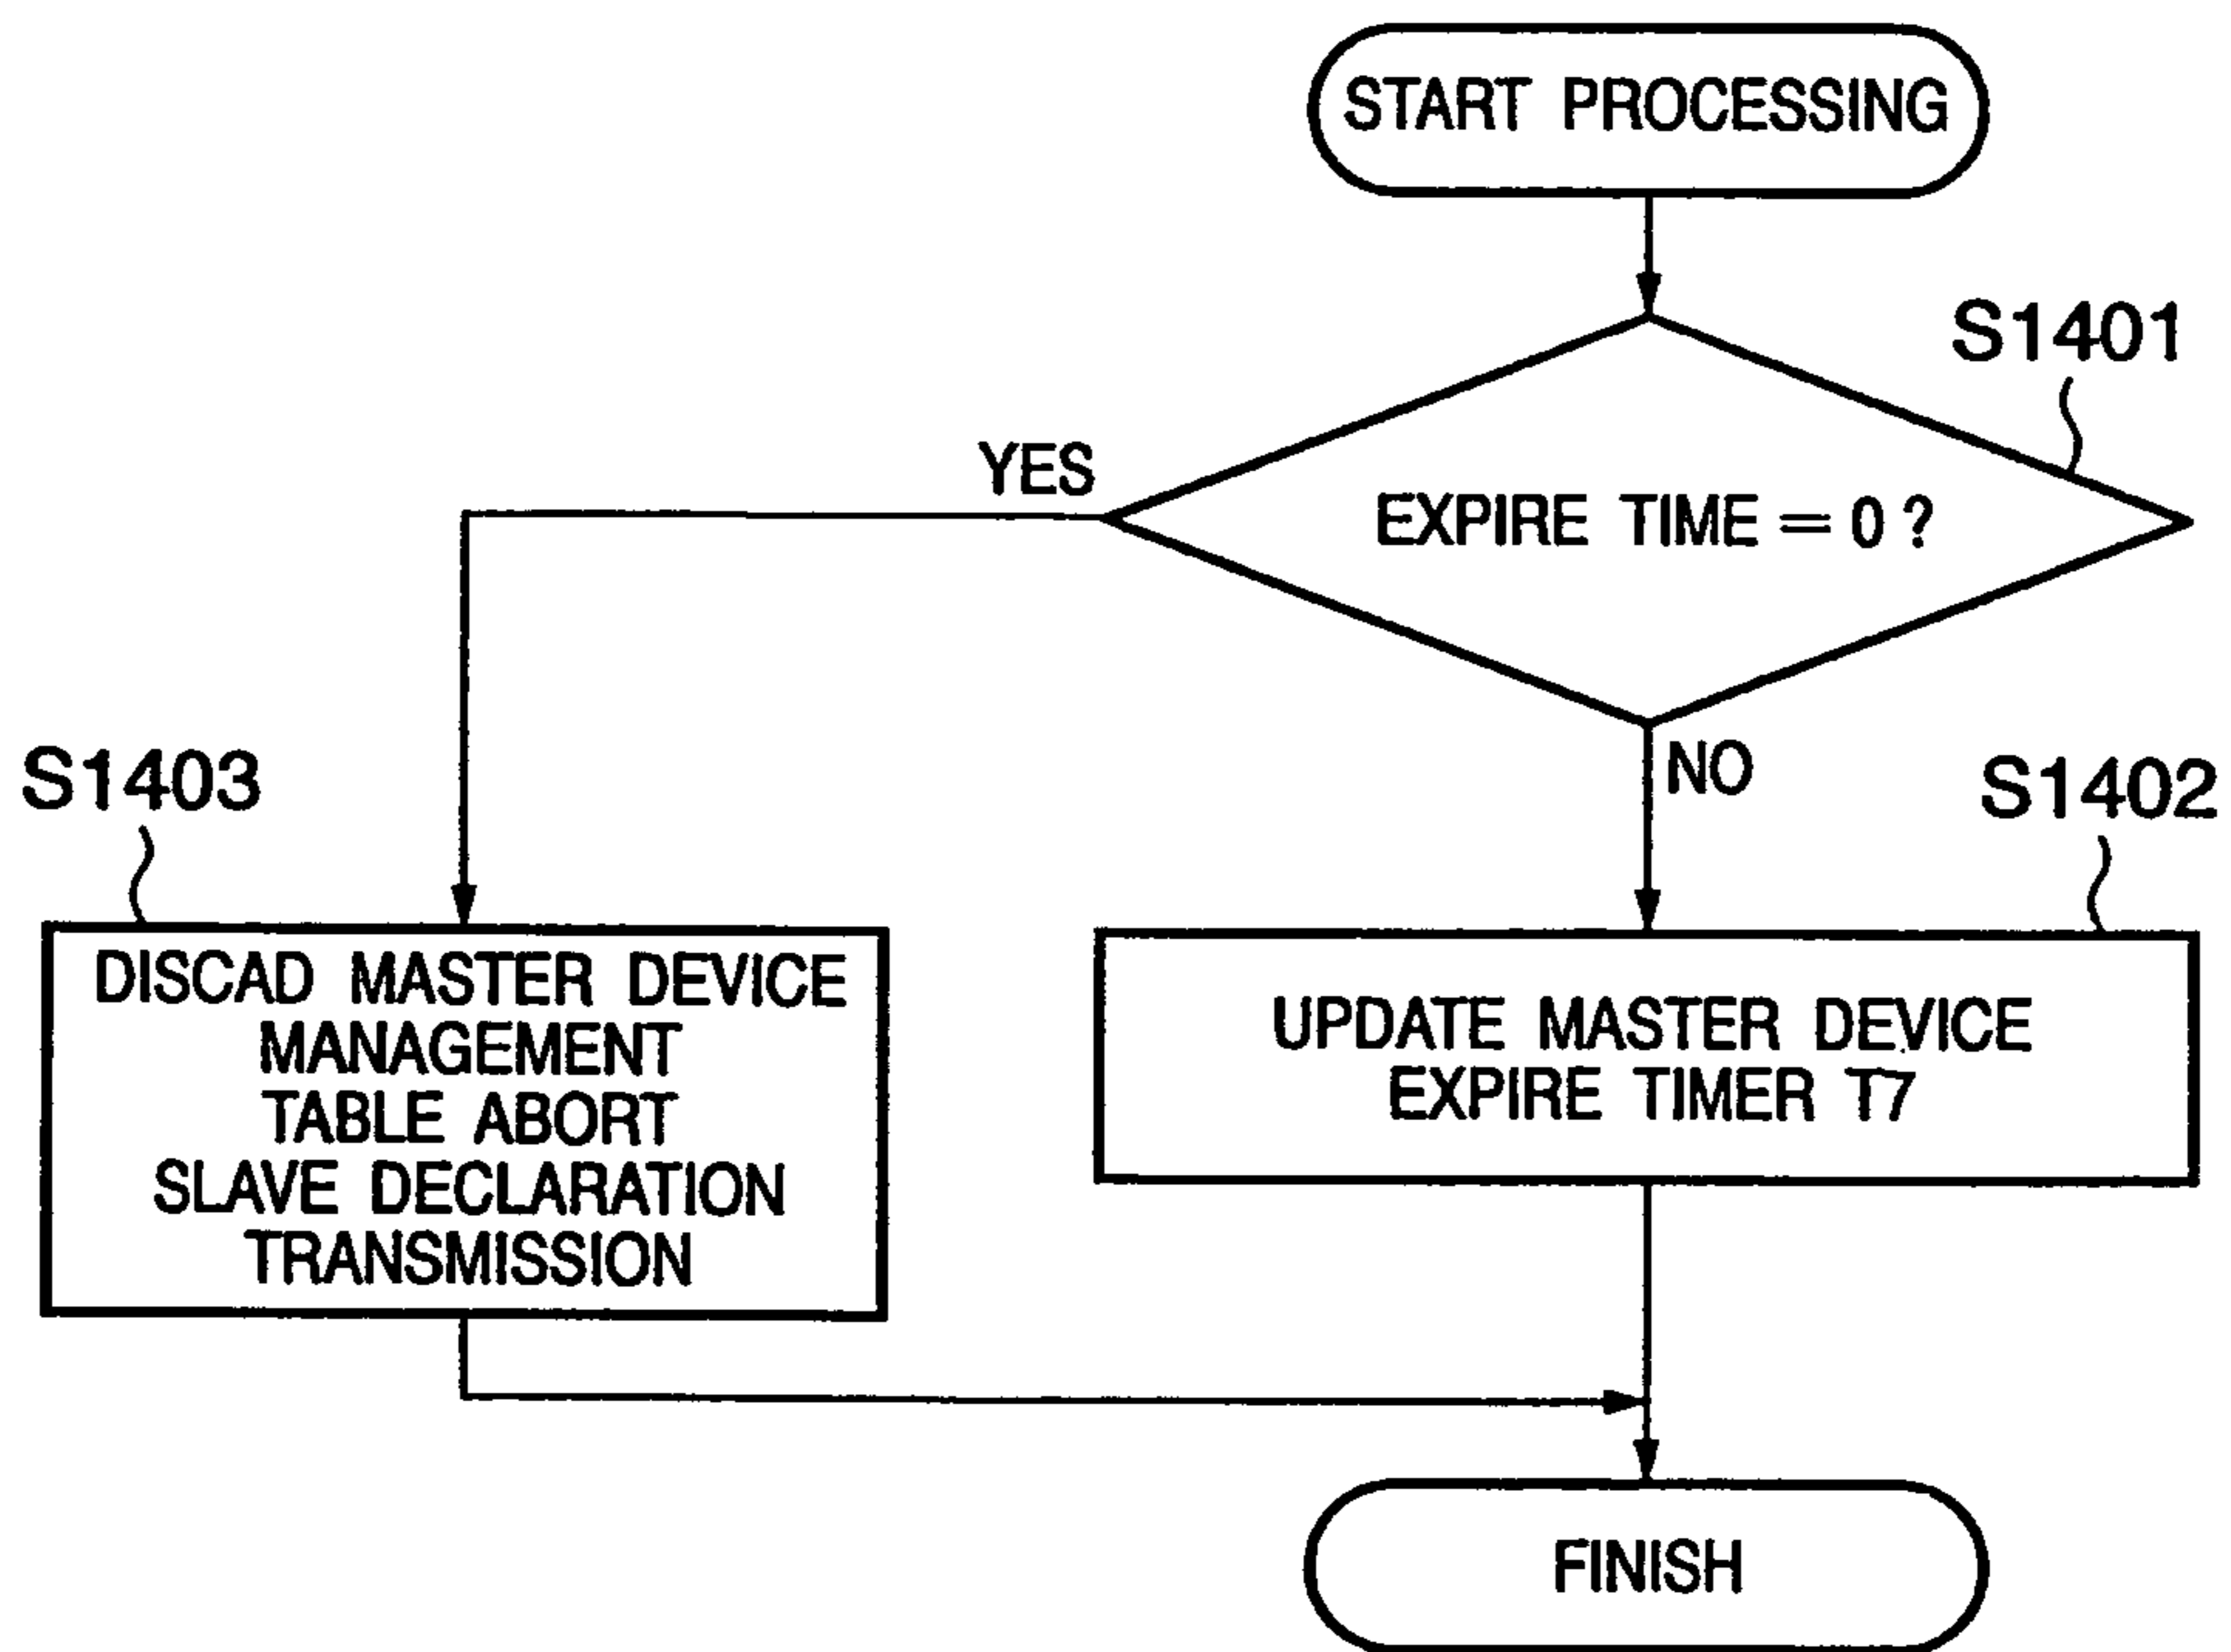 START PROCESSING
S1401
YES
EXPIRE TIME = 0 ?
NO
S1403
S1402
DISCAD MASTER DEVICE
MANAGEMENT
TABLE ABORT
SLAVE DECLARATION
TRANSMISSION
UPDATE MASTER DEVICE
EXPIRE TIMER T7
FINISH